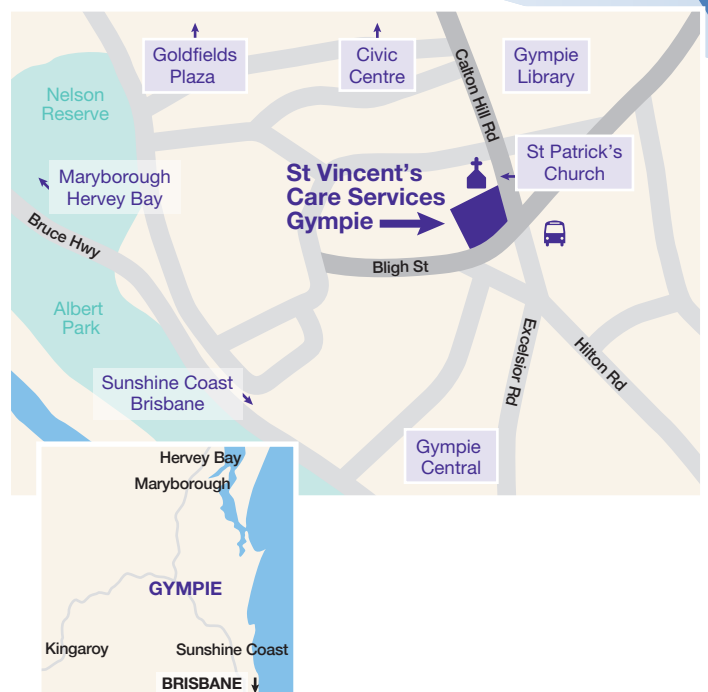 Goldfields
Plaza
Civic
Centre
Calton Hill Rd
Gympie
Library
Nelson
Reserve
St Patrick's
Church
Maryborough
Hervey Bay
St Vincent's
Care Services
Gympie
Bruce Hwy
Bligh St
Albert
Park
Excelsior Rd
Hilton Rd
Sunshine Coast
Brisbane
Gympie
Central
Hervey Bay
Maryborough
GYMPIE
Kingaroy
Sunshine Coast
BRISBANE